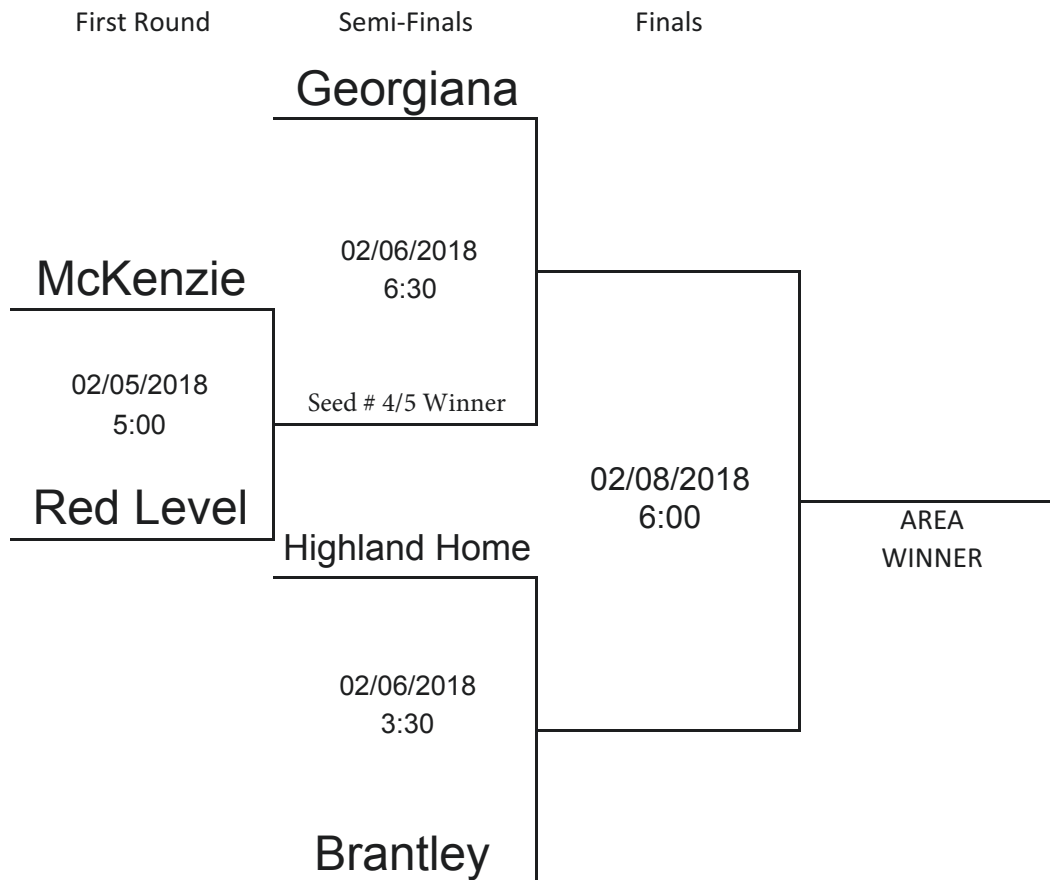 First Round
Semi-Finals
Finals
Georgiana
02/06/2018
6:30
McKenzie
02/05/2018
5:00
Seed # 4/5 Winner
Red Level
02/08/2018
6:00
AREA
WINNER
Highland Home
02/06/2018
3:30
Brantley